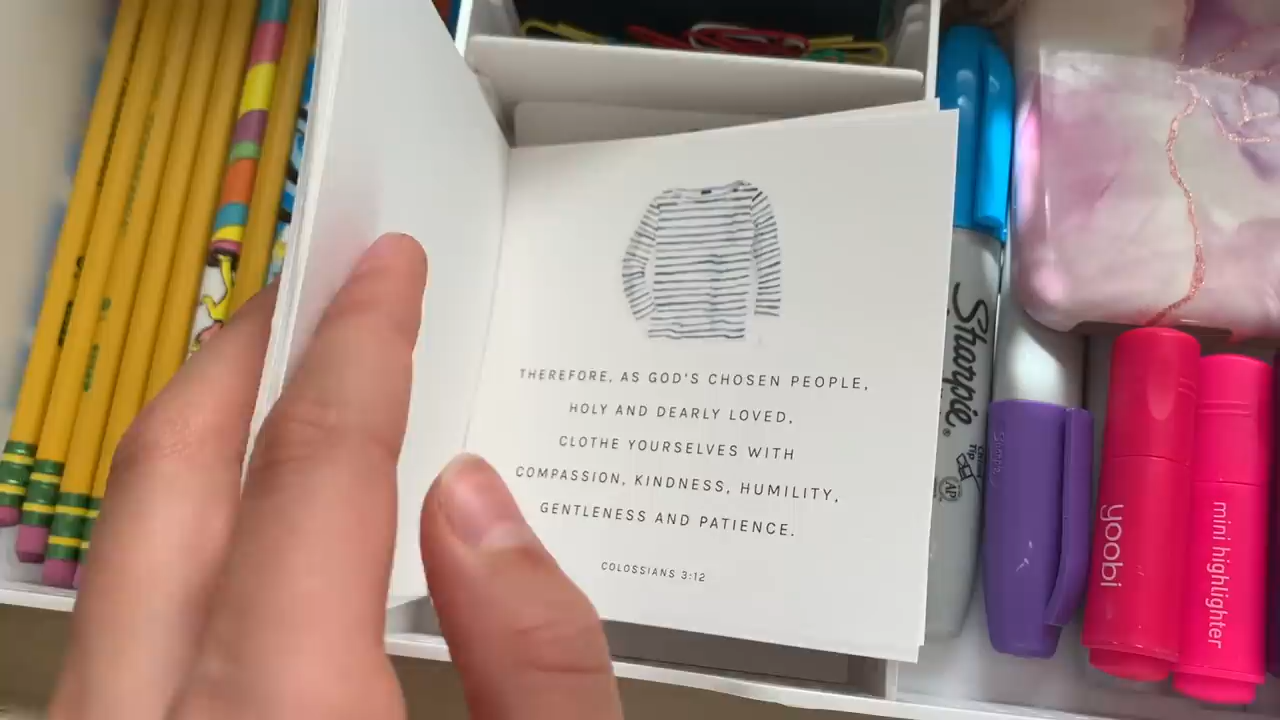 THEREFORE, AS GOD'S CHOSEN PEOPLE,
HOLY AND DEARLY LOVED,
CLOTHE YOURSELVES WITH
COMPASSION, KINDNESS, HUMILITY,
GENTLENESS AND PATIENCE.
COLOSSIANS 3:12
Sharpie®
AP
yoobi
mini highlighter